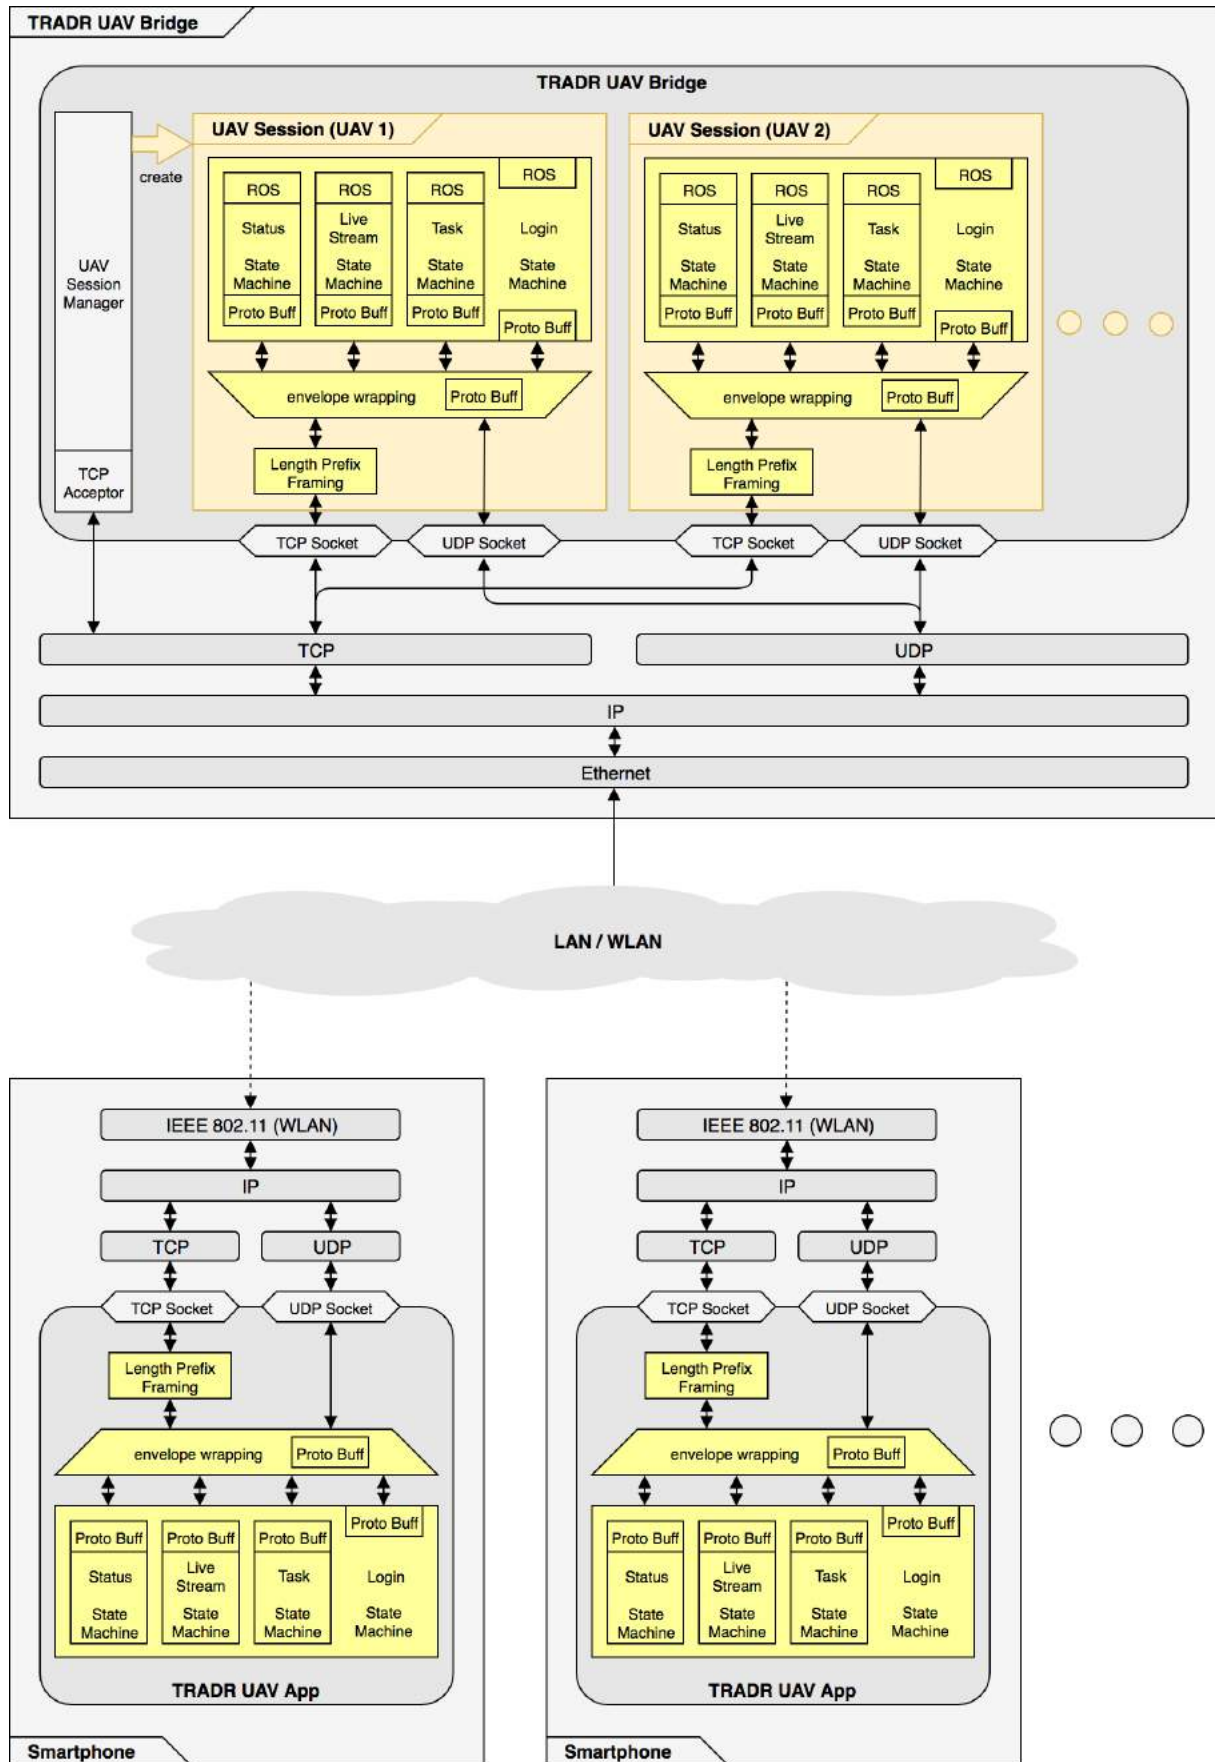 TRADR UAV Bridge
TRADR UAV Bridge
UAV Session (UAV 1)
UAV Session (UAV 2)
create
UAV
Session
Manager
TCP
Acceptor
ROS
Status
State
Machine
Proto Buff
ROS
Live
Stream
State
Machine
Proto Buff
ROS
Task
State
Machine
Proto Buff
ROS
Login
State
Machine
Proto Buff
envelope wrapping
Proto Buff
Length Prefix
Framing
ROS
Status
State
Machine
Proto Buff
ROS
Live
Stream
State
Machine
Proto Buff
ROS
Task
State
Machine
Proto Buff
ROS
Login
State
Machine
Proto Buff
envelope wrapping
Proto Buff
Length Prefix
Framing
TCP Socket
UDP Socket
TCP Socket
UDP Socket
TCP
UDP
IP
Ethernet
LAN / WLAN
IEEE 802.11 (WLAN)
IP
TCP
UDP
TCP Socket
UDP Socket
Length Prefix
Framing
envelope wrapping
Proto Buff
Proto Buff
Status
State
Machine
Proto Buff
Live
Stream
State
Machine
Proto Buff
Task
State
Machine
Proto Buff
Login
State
Machine
TRADR UAV App
Smartphone
IEEE 802.11 (WLAN)
IP
TCP
UDP
TCP Socket
UDP Socket
Length Prefix
Framing
envelope wrapping
Proto Buff
Proto Buff
Status
State
Machine
Proto Buff
Live
Stream
State
Machine
Proto Buff
Task
State
Machine
Proto Buff
Login
State
Machine
TRADR UAV App
Smartphone